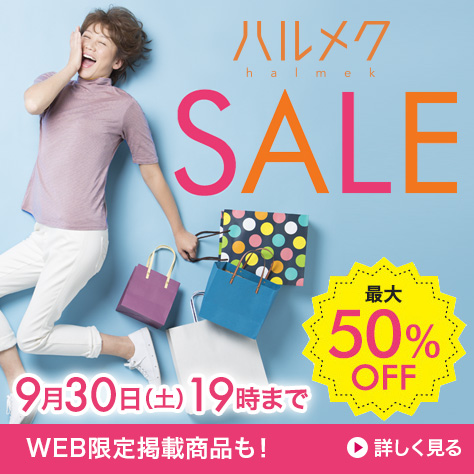 ハルメク
halmek
SALE
最大
50%
OFF
9月30日(土)19時まで
WEB限定掲載商品も!
詳しく見る